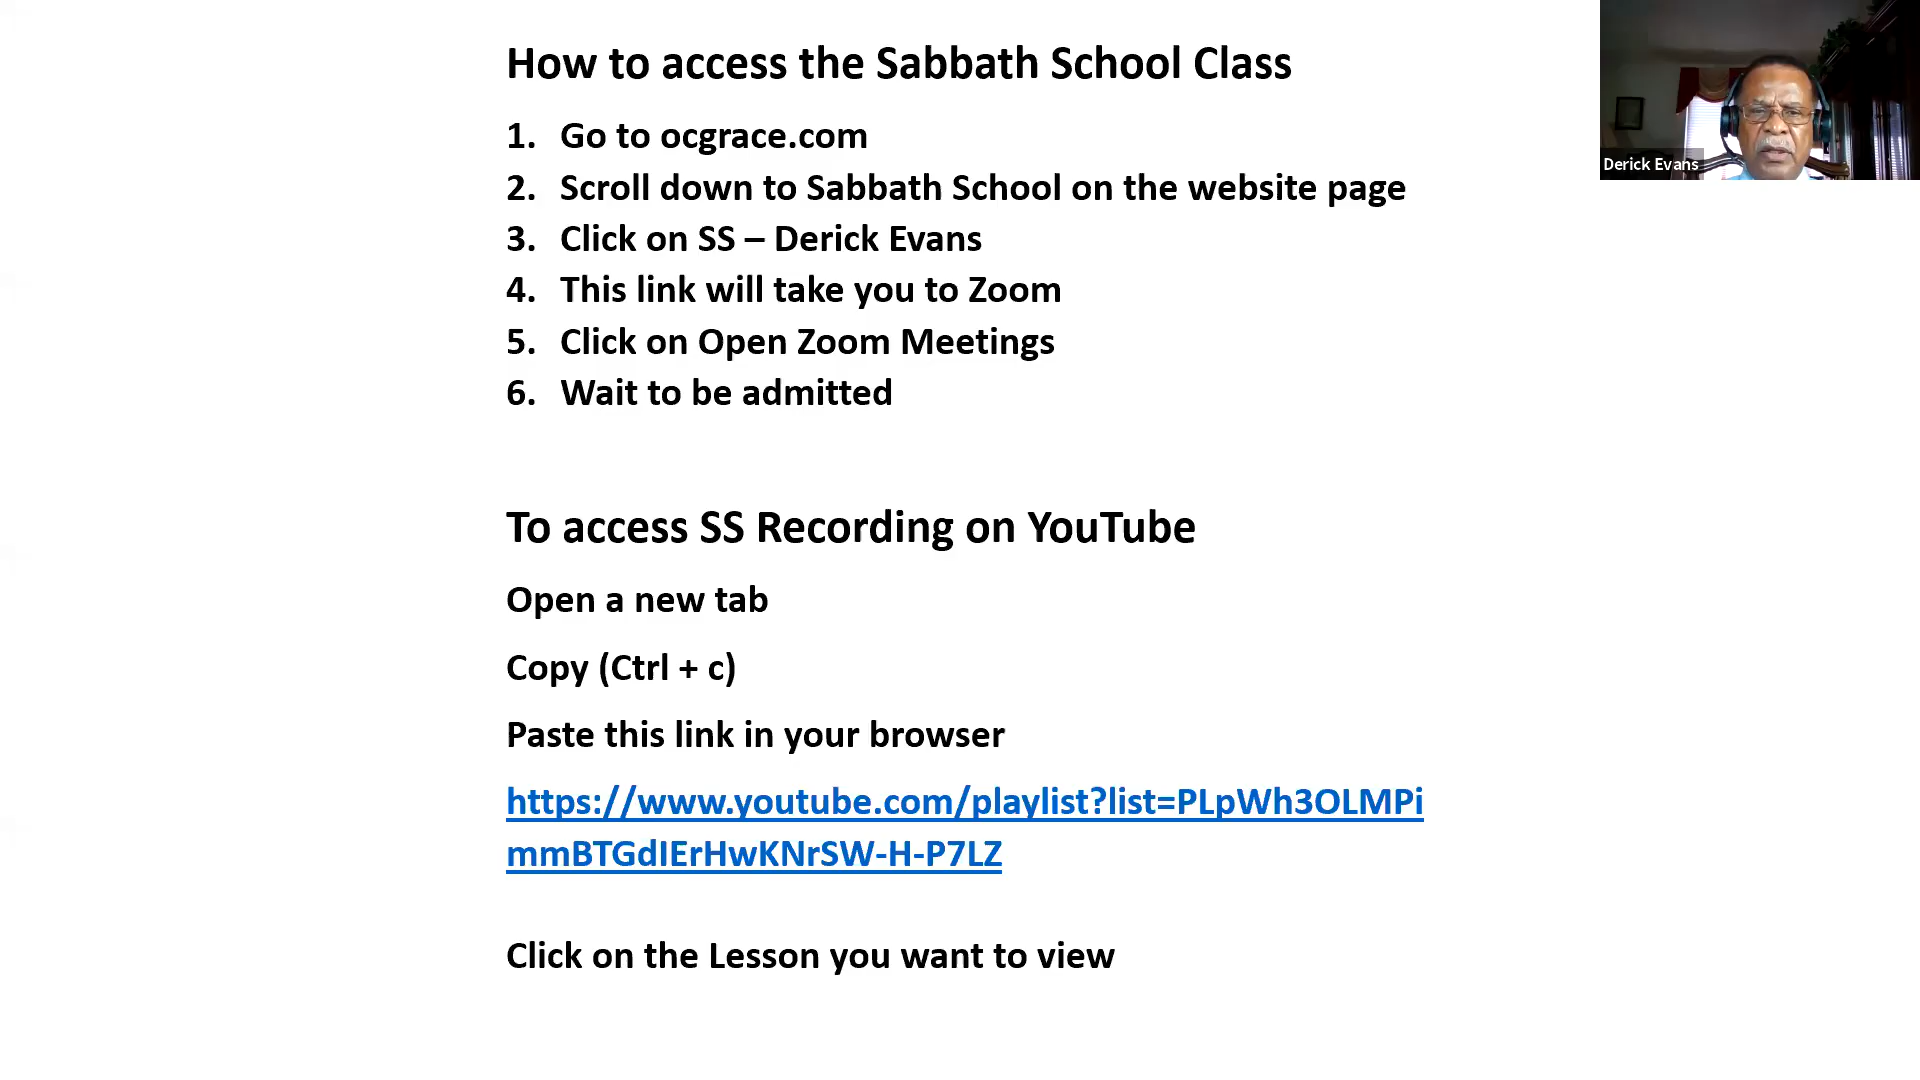 How to access the Sabbath School Class
1. Go to ocgrace.com
2. Scroll down to Sabbath School on the website page
3. Click on SS – Derick Evans
4. This link will take you to Zoom
5. Click on Open Zoom Meetings
6. Wait to be admitted
To access SS Recording on YouTube
Open a new tab
Copy (Ctrl + c)
Paste this link in your browser
https://www.youtube.com/playlist?list=PLpWh3OLMPi
mmBTGdIErHwKNrSW-H-P7LZ
Click on the Lesson you want to view
Derick Evans